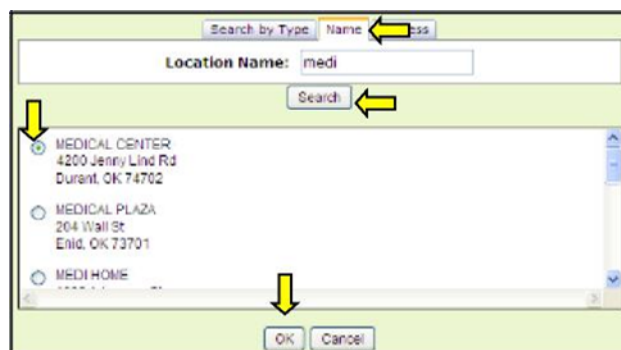 Search by Type Name
Location Name: medi
Search
MEDICAL CENTER
4200 Jenny Lind Rd
Durant, OK 74702
MEDICAL PLAZA
204 Wall St
Enid, OK 73701
MEDI HOME
OK Cancel